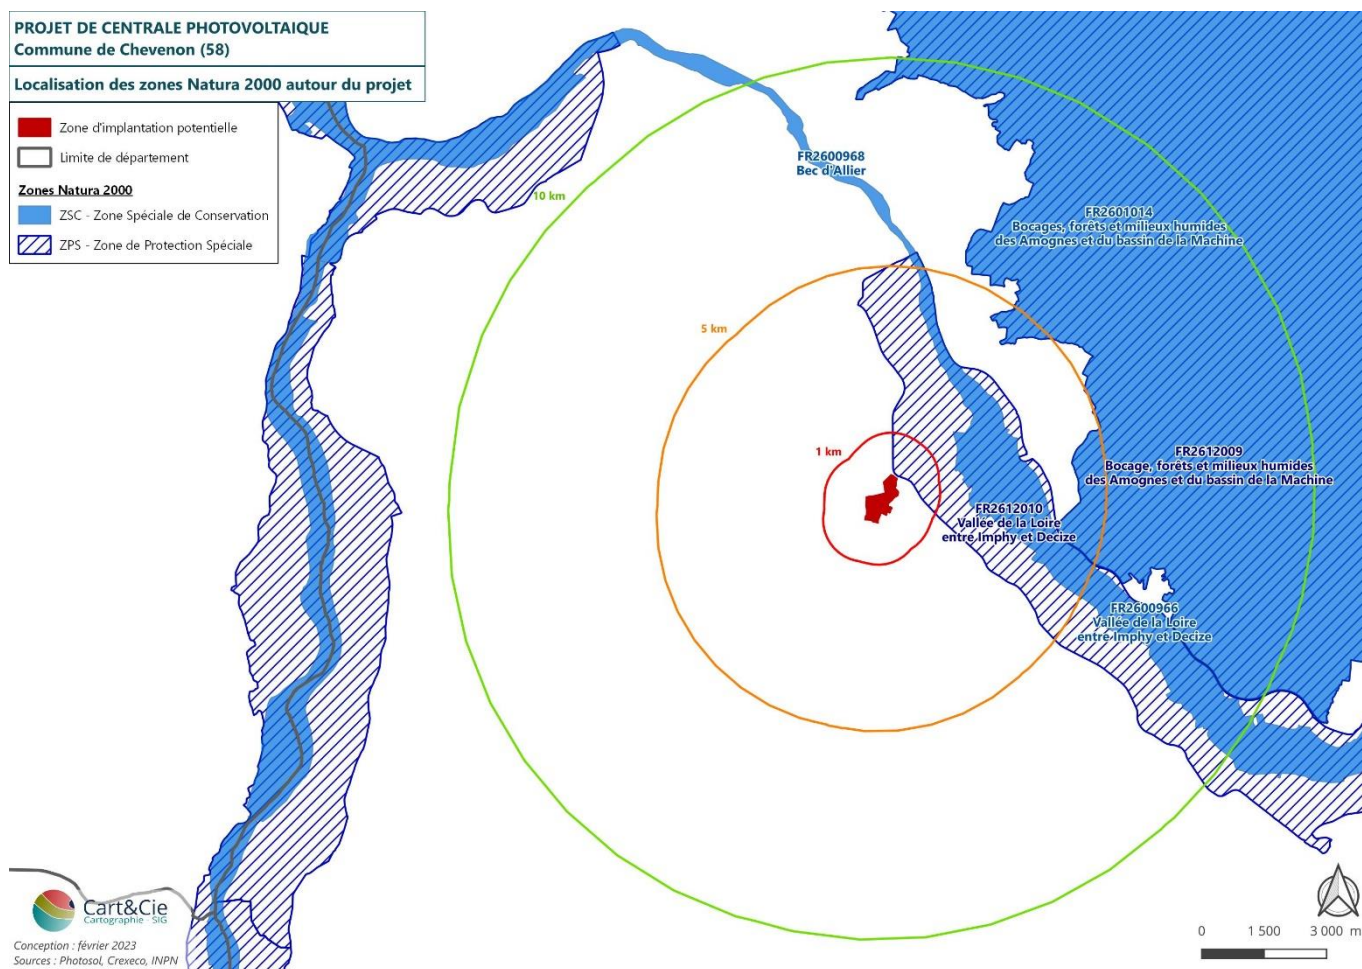 PROJET DE CENTRALE PHOTOVOLTAIQUE
Commune de Chevenon (58)
Localisation des zones Natura 2000 autour du projet
Zone d'implantation potentielle
Limite de département
Zones Natura 2000
ZSC - Zone Spéciale de Conservation
ZPS - Zone de Protection Spéciale
FR2600968
Bec d'Allier
10 km
FR2601014
Bocages, forêts et milieux humides
des Amognes et du bassin de la Machine
5 km
1 km
FR2612009
Bocage, forêts et milieux humides
des Amognes et du bassin de la Machine
FR2612010
Vallée de la Loire
entre Imphy et Decize
FR2600966
Vallée de la Loire
entre Imphy et Decize
Cart&Cie
Cartographie - SIG
Conception : février 2023
Sources : Photosol, Crexeco, INPN
0 1 500 3 000 m